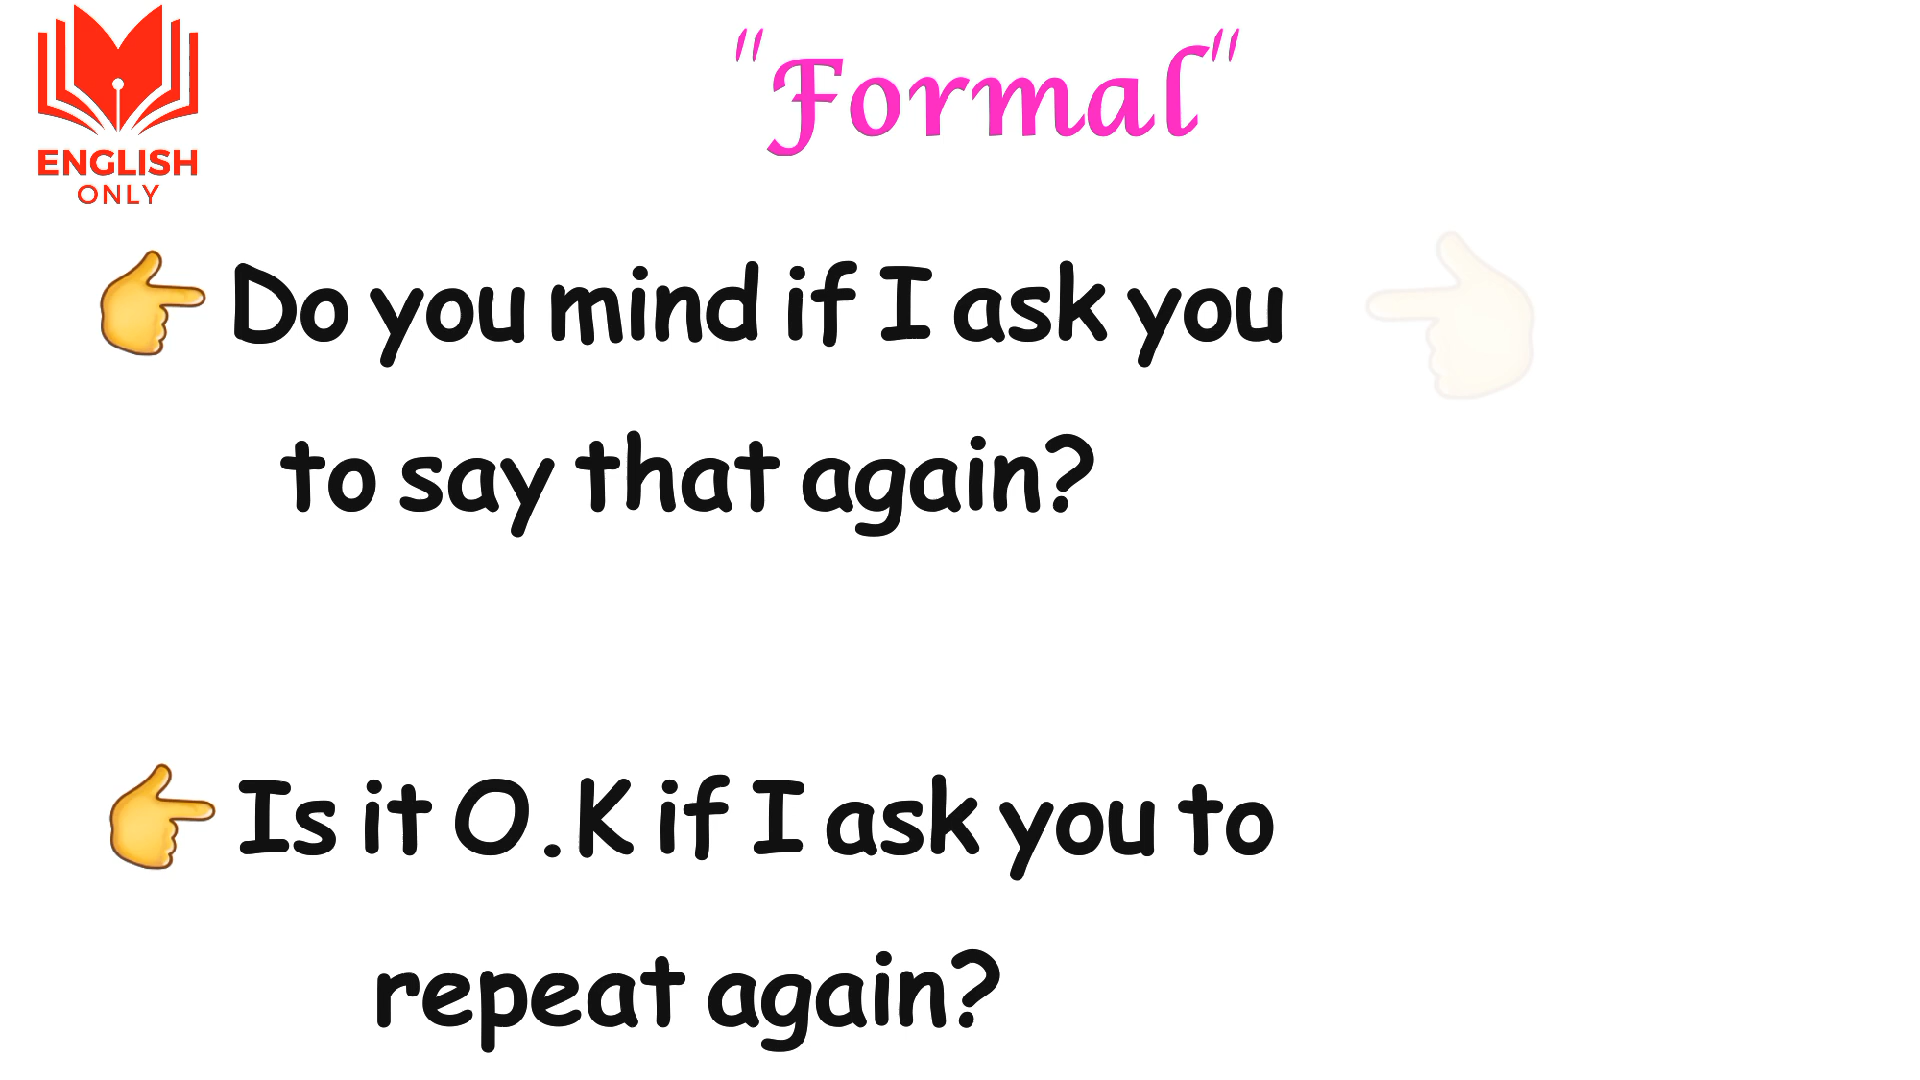 ENGLISH
ONLY
"Formal"
Do you mind if I ask you
to say that again?
Is it O.K if I ask you to
repeat again?